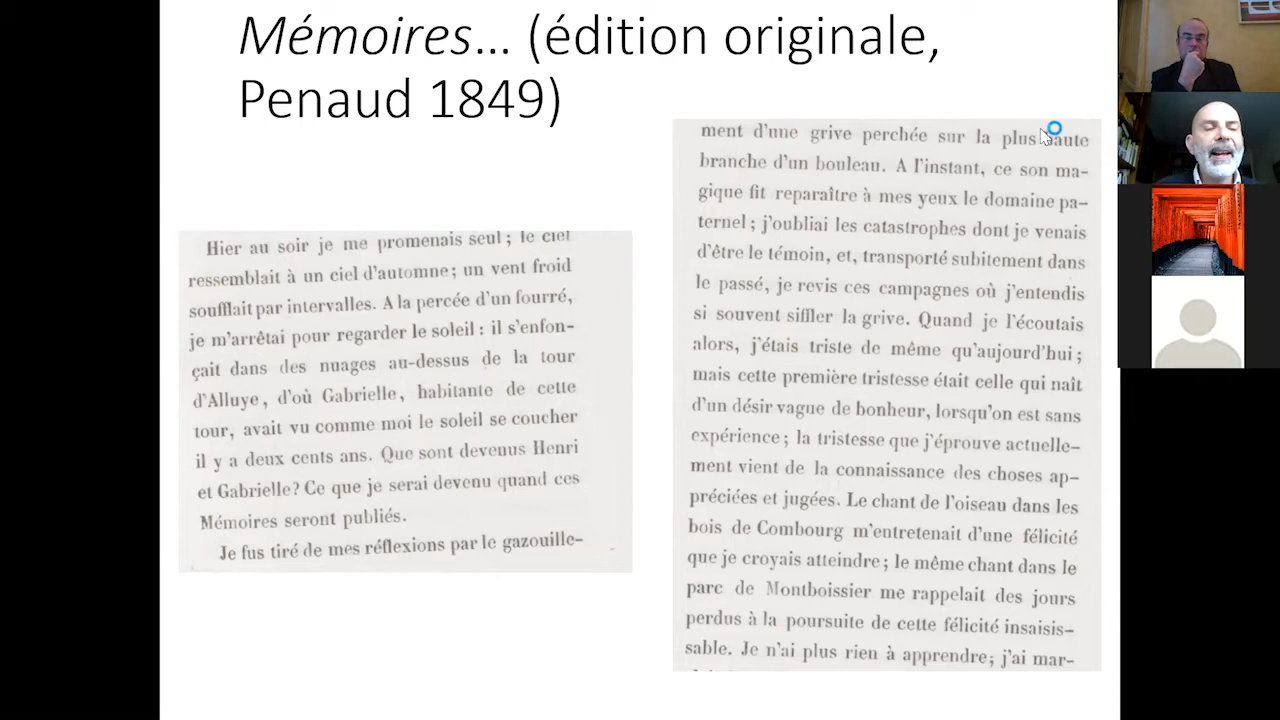 Mémoires… (édition originale,
Penaud 1849)
Hier au soir je me promenais seul ; le ciel
ressemblait à un ciel d'automne ; un vent froid
soufflait par intervalles. A la percée d'un fourré,
je m'arrêtai pour regarder le soleil : il s'enfon-
çait dans des nuages au-dessus de la tour
d'Alluye, d'où Gabrielle, habitante de cette
tour, avait vu comme moi le soleil se coucher
il y a deux cents ans. Que sont devenus Henri
et Gabrielle? Ce que je serai devenu quand ces
Mémoires seront publiés.
Je fus tiré de mes réflexions par le gazouille-
ment d'une grive perchée sur la plus haute
branche d'un bouleau. A l'instant, ce son ma-
gique fit reparaître à mes yeux le domaine pa-
ternel ; j'oubliai les catastrophes dont je venais
d'être le témoin, et, transporté subitement dans
le passé, je revis ces campagnes où j'entendis
si souvent siffler la grive. Quand je l'écoutais
alors, j'étais triste de même qu'aujourd'hui ;
mais cette première tristesse était celle qui naît
d'un désir vague de bonheur, lorsqu'on est sans
expérience ; la tristesse que j'éprouve actuelle-
ment vient de la connaissance des choses ap-
préciées et jugées. Le chant de l'oiseau dans les
bois de Combourg m'entretenait d'une félicité
que je croyais atteindre ; le même chant dans le
parc de Montboissier me rappelait des jours
perdus à la poursuite de cette félicité insaisis-
sable. Je n'ai plus rien à apprendre ; j'ai mar-